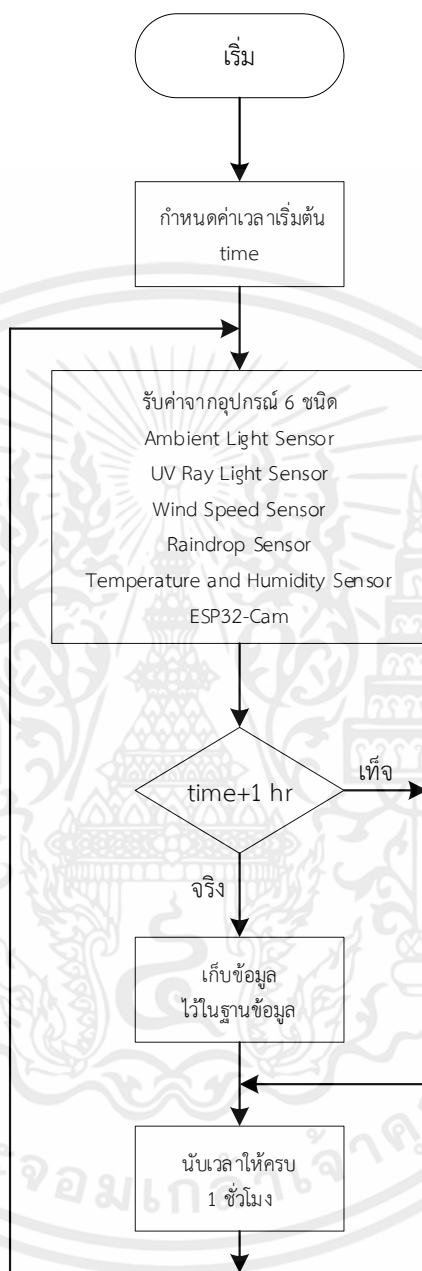 เริ่ม
กำหนดค่าเวลาเริ่มต้น
time
รับค่าจากอุปกรณ์ 6 ชนิด
Ambient Light Sensor
UV Ray Light Sensor
Wind Speed Sensor
Raindrop Sensor
Temperature and Humidity Sensor
ESP32-Cam
time+1 hr
เท็จ
จริง
เก็บข้อมูล
ไว้ในฐานข้อมูล
นับเวลาให้ครบ
1 ชั่วโมง